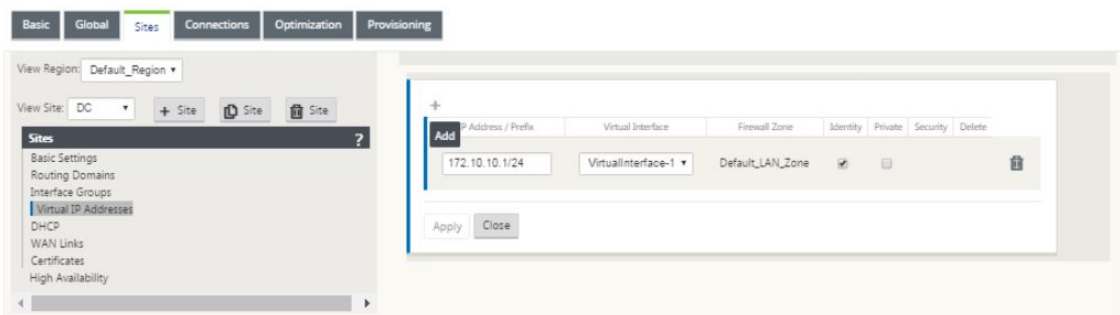 Basic Global Sites Connections Optimization Provisioning
View Region: Default_Region
View Site: DC + Site Site Site
Sites ?
Basic Settings
Routing Domains
Interface Groups
Virtual IP Addresses
DHCP
WAN Links
Certificates
High Availability
+
Add P Address / Prefix Virtual Interface Firewall Zone Identity Private Security Delete
172.10.10.1/24 VirtualInterface-1 Default_LAN_Zone
Apply Close